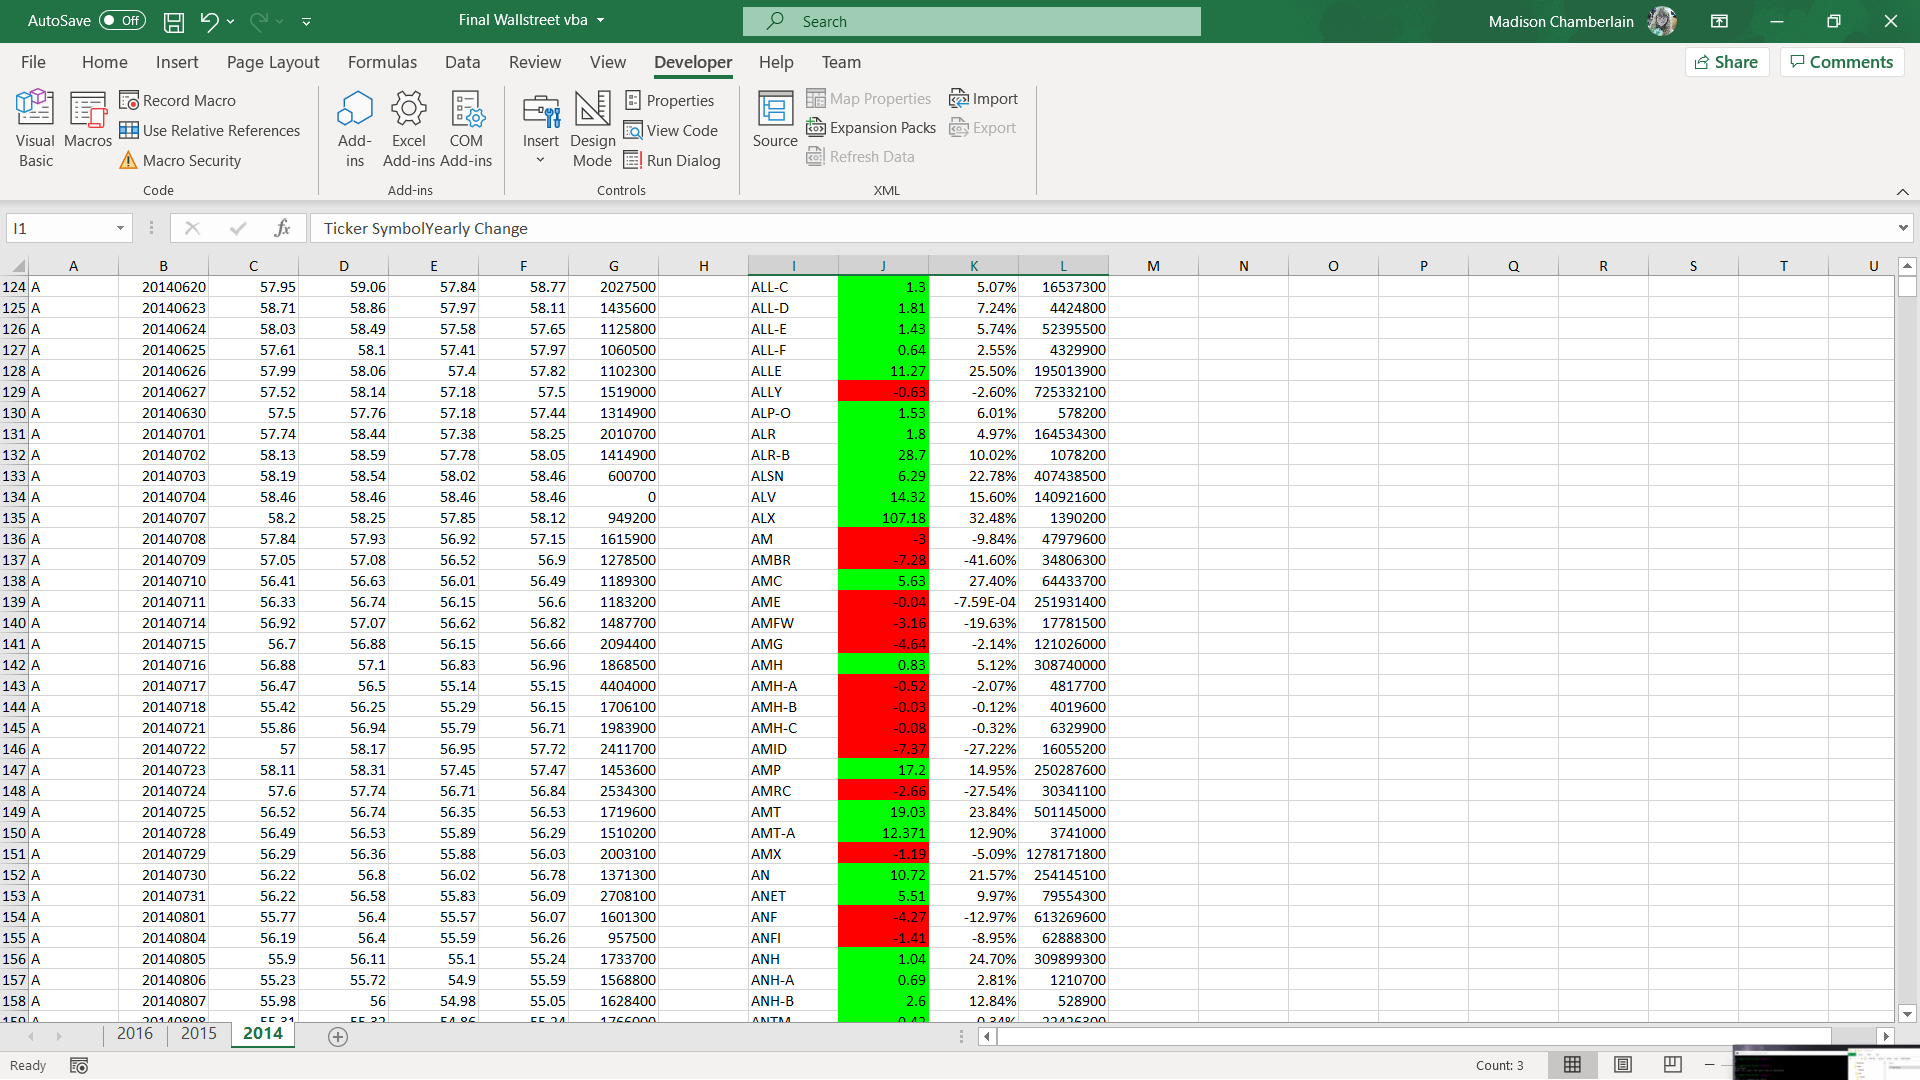 AutoSave Off Final Wallstreet vba Search Madison Chamberlain
File Home Insert Page Layout Formulas Data Review View Developer Help Team Share Comments
Visual Basic Macros Record Macro Use Relative References Macro Security Add-ins Excel Add-ins COM Add-ins Insert Design Mode Properties View Code Run Dialog Source Map Properties Expansion Packs Refresh Data Import Export
Code Add-ins Controls XML
I1 fx Ticker SymbolYearly Change
A B C D E F G H I J K L M N O P Q R S T U
124 A 20140620 57.95 59.06 57.84 58.77 2027500 ALL-C 1.3 5.07% 16537300
125 A 20140623 58.71 58.86 57.97 58.11 1435600 ALL-D 1.81 7.24% 4424800
126 A 20140624 58.03 58.49 57.58 57.65 1125800 ALL-E 1.43 5.74% 52395500
127 A 20140625 57.61 58.1 57.41 57.97 1060500 ALL-F 0.64 2.55% 4329900
128 A 20140626 57.99 58.06 57.4 57.82 1102300 ALLE 11.27 25.50% 195013900
129 A 20140627 57.52 58.14 57.18 57.5 1519000 ALLY -0.63 -2.60% 725332100
130 A 20140630 57.5 57.76 57.18 57.44 1314900 ALP-O 1.53 6.01% 578200
131 A 20140701 57.74 58.44 57.38 58.25 2010700 ALR 1.8 4.97% 164534300
132 A 20140702 58.13 58.59 57.78 58.05 1414900 ALR-B 28.7 10.02% 1078200
133 A 20140703 58.19 58.54 58.02 58.46 600700 ALSN 6.29 22.78% 407438500
134 A 20140704 58.46 58.46 58.46 58.46 0 ALV 14.32 15.60% 140921600
135 A 20140707 58.2 58.25 57.85 58.12 949200 ALX 107.18 32.48% 1390200
136 A 20140708 57.84 57.93 56.92 57.15 1615900 AM -3 -9.84% 47979600
137 A 20140709 57.05 57.08 56.52 56.9 1278500 AMBR -7.28 -41.60% 34806300
138 A 20140710 56.41 56.63 56.01 56.49 1189300 AMC 5.63 27.40% 64433700
139 A 20140711 56.33 56.74 56.15 56.6 1183200 AME -0.04 -7.59E-04 251931400
140 A 20140714 56.92 57.07 56.62 56.82 1487700 AMFW -3.16 -19.63% 17781500
141 A 20140715 56.7 56.88 56.15 56.66 2094400 AMG -4.64 -2.14% 121026000
142 A 20140716 56.88 57.1 56.83 56.96 1868500 AMH 0.83 5.12% 308740000
143 A 20140717 56.47 56.5 55.14 55.15 4404000 AMH-A -0.52 -2.07% 4817700
144 A 20140718 55.42 56.25 55.29 56.15 1706100 AMH-B -0.03 -0.12% 4019600
145 A 20140721 55.86 56.94 55.79 56.71 1983900 AMH-C -0.08 -0.32% 6329900
146 A 20140722 57 58.17 56.95 57.72 2411700 AMID -7.37 -27.22% 16055200
147 A 20140723 58.11 58.31 57.45 57.47 1453600 AMP 17.2 14.95% 250287600
148 A 20140724 57.6 57.74 56.71 56.84 2534300 AMRC -2.66 -27.54% 30341100
149 A 20140725 56.52 56.74 56.35 56.53 1719600 AMT 19.03 23.84% 501145000
150 A 20140728 56.49 56.53 55.89 56.29 1510200 AMT-A 12.371 12.90% 3741000
151 A 20140729 56.29 56.36 55.88 56.03 2003100 AMX -1.19 -5.09% 1278171800
152 A 20140730 56.22 56.8 56.02 56.78 1371300 AN 10.72 21.57% 254145100
153 A 20140731 56.22 56.58 55.83 56.09 2708100 ANET 5.51 9.97% 79554300
154 A 20140801 55.77 56.4 55.57 56.07 1601300 ANF -4.27 -12.97% 613269600
155 A 20140804 56.19 56.4 55.59 56.26 957500 ANFI -1.41 -8.95% 62888300
156 A 20140805 55.9 56.11 55.1 55.24 1733700 ANH 1.04 24.70% 309899300
157 A 20140806 55.23 55.72 54.9 55.59 1568800 ANH-A 0.69 2.81% 1210700
158 A 20140807 55.98 56 54.98 55.05 1628400 ANH-B 2.6 12.84% 528900
2016 2015 2014
Ready Count: 3